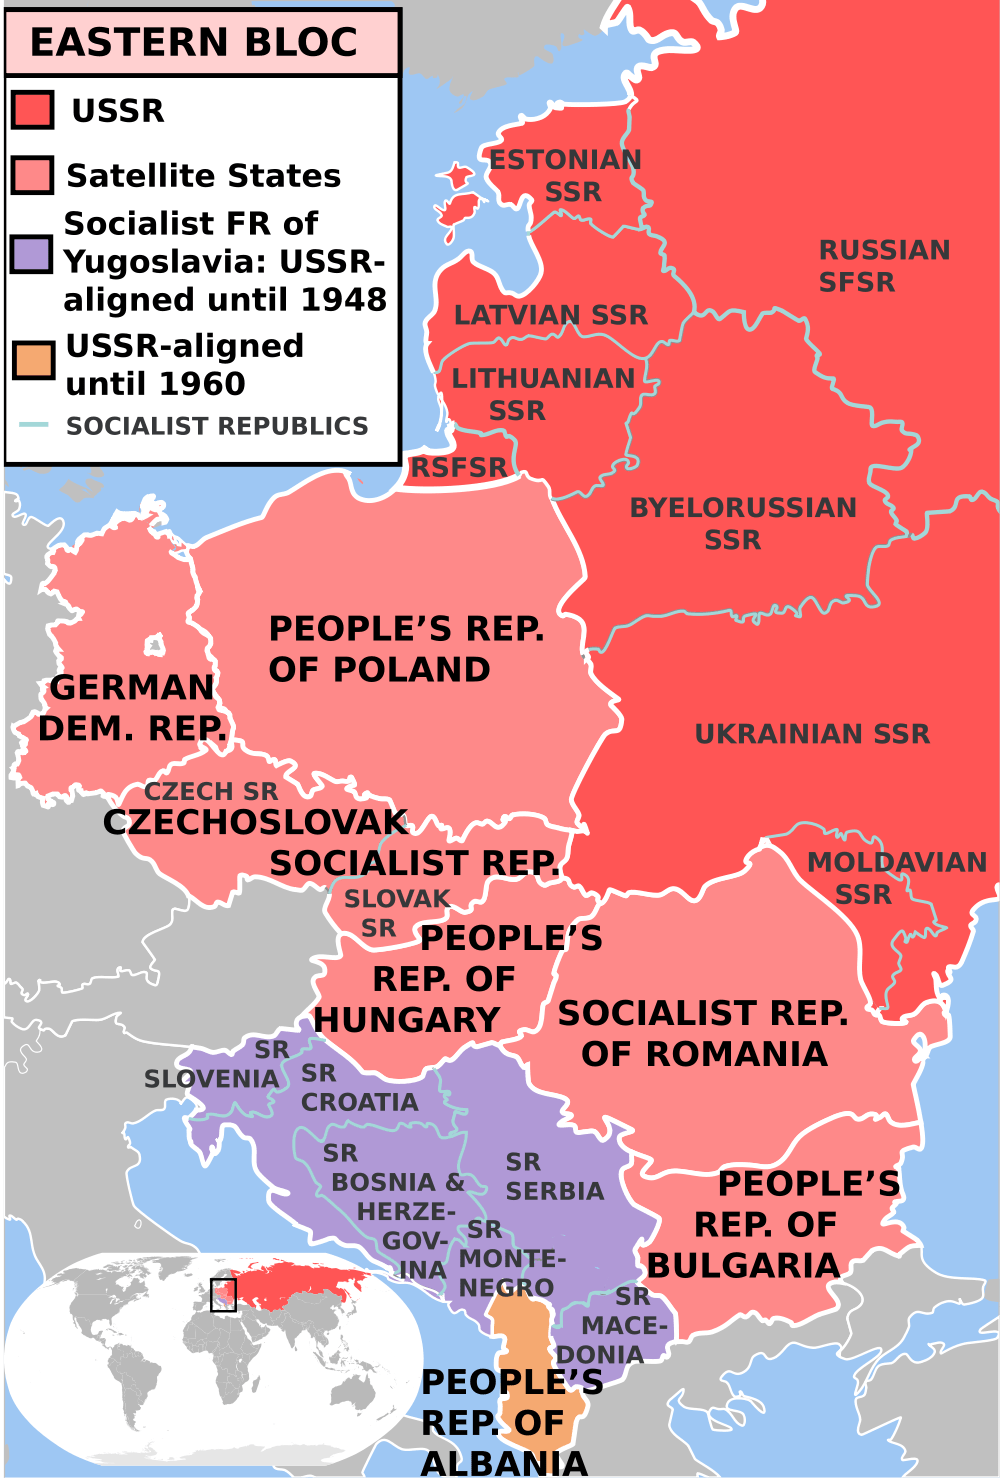 EASTERN BLOC
USSR
Satellite States
Socialist FR of
Yugoslavia: USSR-
aligned until 1948
USSR-aligned
until 1960
SOCIALIST REPUBLICS
ESTONIAN
SSR
RUSSIAN
SFSR
LATVIAN SSR
LITHUANIAN
SSR
RSFSR
BYELORUSSIAN
SSR
PEOPLE’S REP.
OF POLAND
GERMAN
DEM. REP.
UKRAINIAN SSR
CZECH SR
CZECHOSLOVAK
SOCIALIST REP.
SLOVAK
SR
MOLDAVIAN
SSR
PEOPLE’S
REP. OF
HUNGARY
SOCIALIST REP.
OF ROMANIA
SR
SLOVENIA
SR
CROATIA
SR
BOSNIA &
HERZE-
GOV-
INA
SR
SERBIA
SR
MONTE-
NEGRO
PEOPLE’S
REP. OF
BULGARIA
SR
MACE-
DONIA
PEOPLE’S
REP. OF
ALBANIA